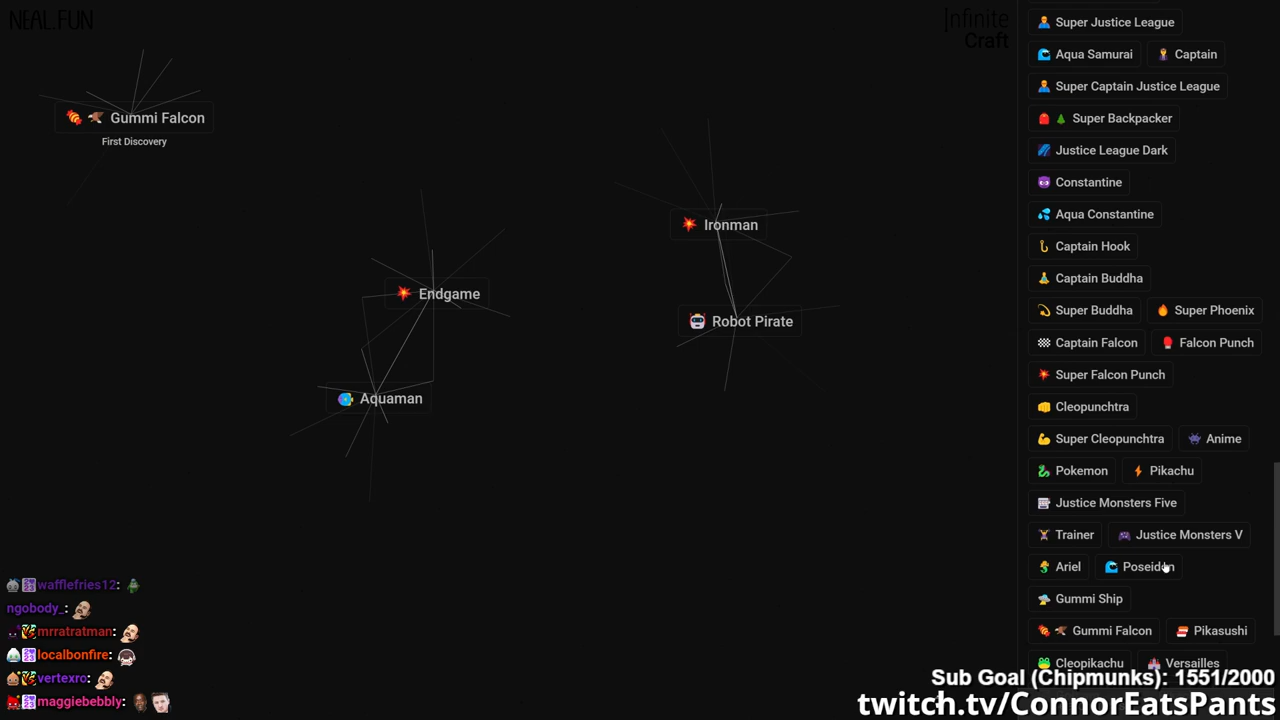 NEAL.FUN
Infinite
Craft
Gummi Falcon
First Discovery
Ironman
Endgame
Robot Pirate
Aquaman
Super Justice League
Aqua Samurai Captain
Super Captain Justice League
Super Backpacker
Justice League Dark
Constantine
Aqua Constantine
Captain Hook
Captain Buddha
Super Buddha Super Phoenix
Captain Falcon Falcon Punch
Super Falcon Punch
Cleopunchtra
Super Cleopunchtra Anime
Pokemon Pikachu
Justice Monsters Five
Trainer Justice Monsters V
Ariel Poseidon
Gummi Ship
Gummi Falcon Pikasushi
Cleopikachu Versailles
wafflefries12:
ngobody_:
mrratratman:
localbonfire:
vertexro:
maggiebebbly:
Sub Goal (Chipmunks): 1551/2000
twitch.tv/ConnorEatsPants